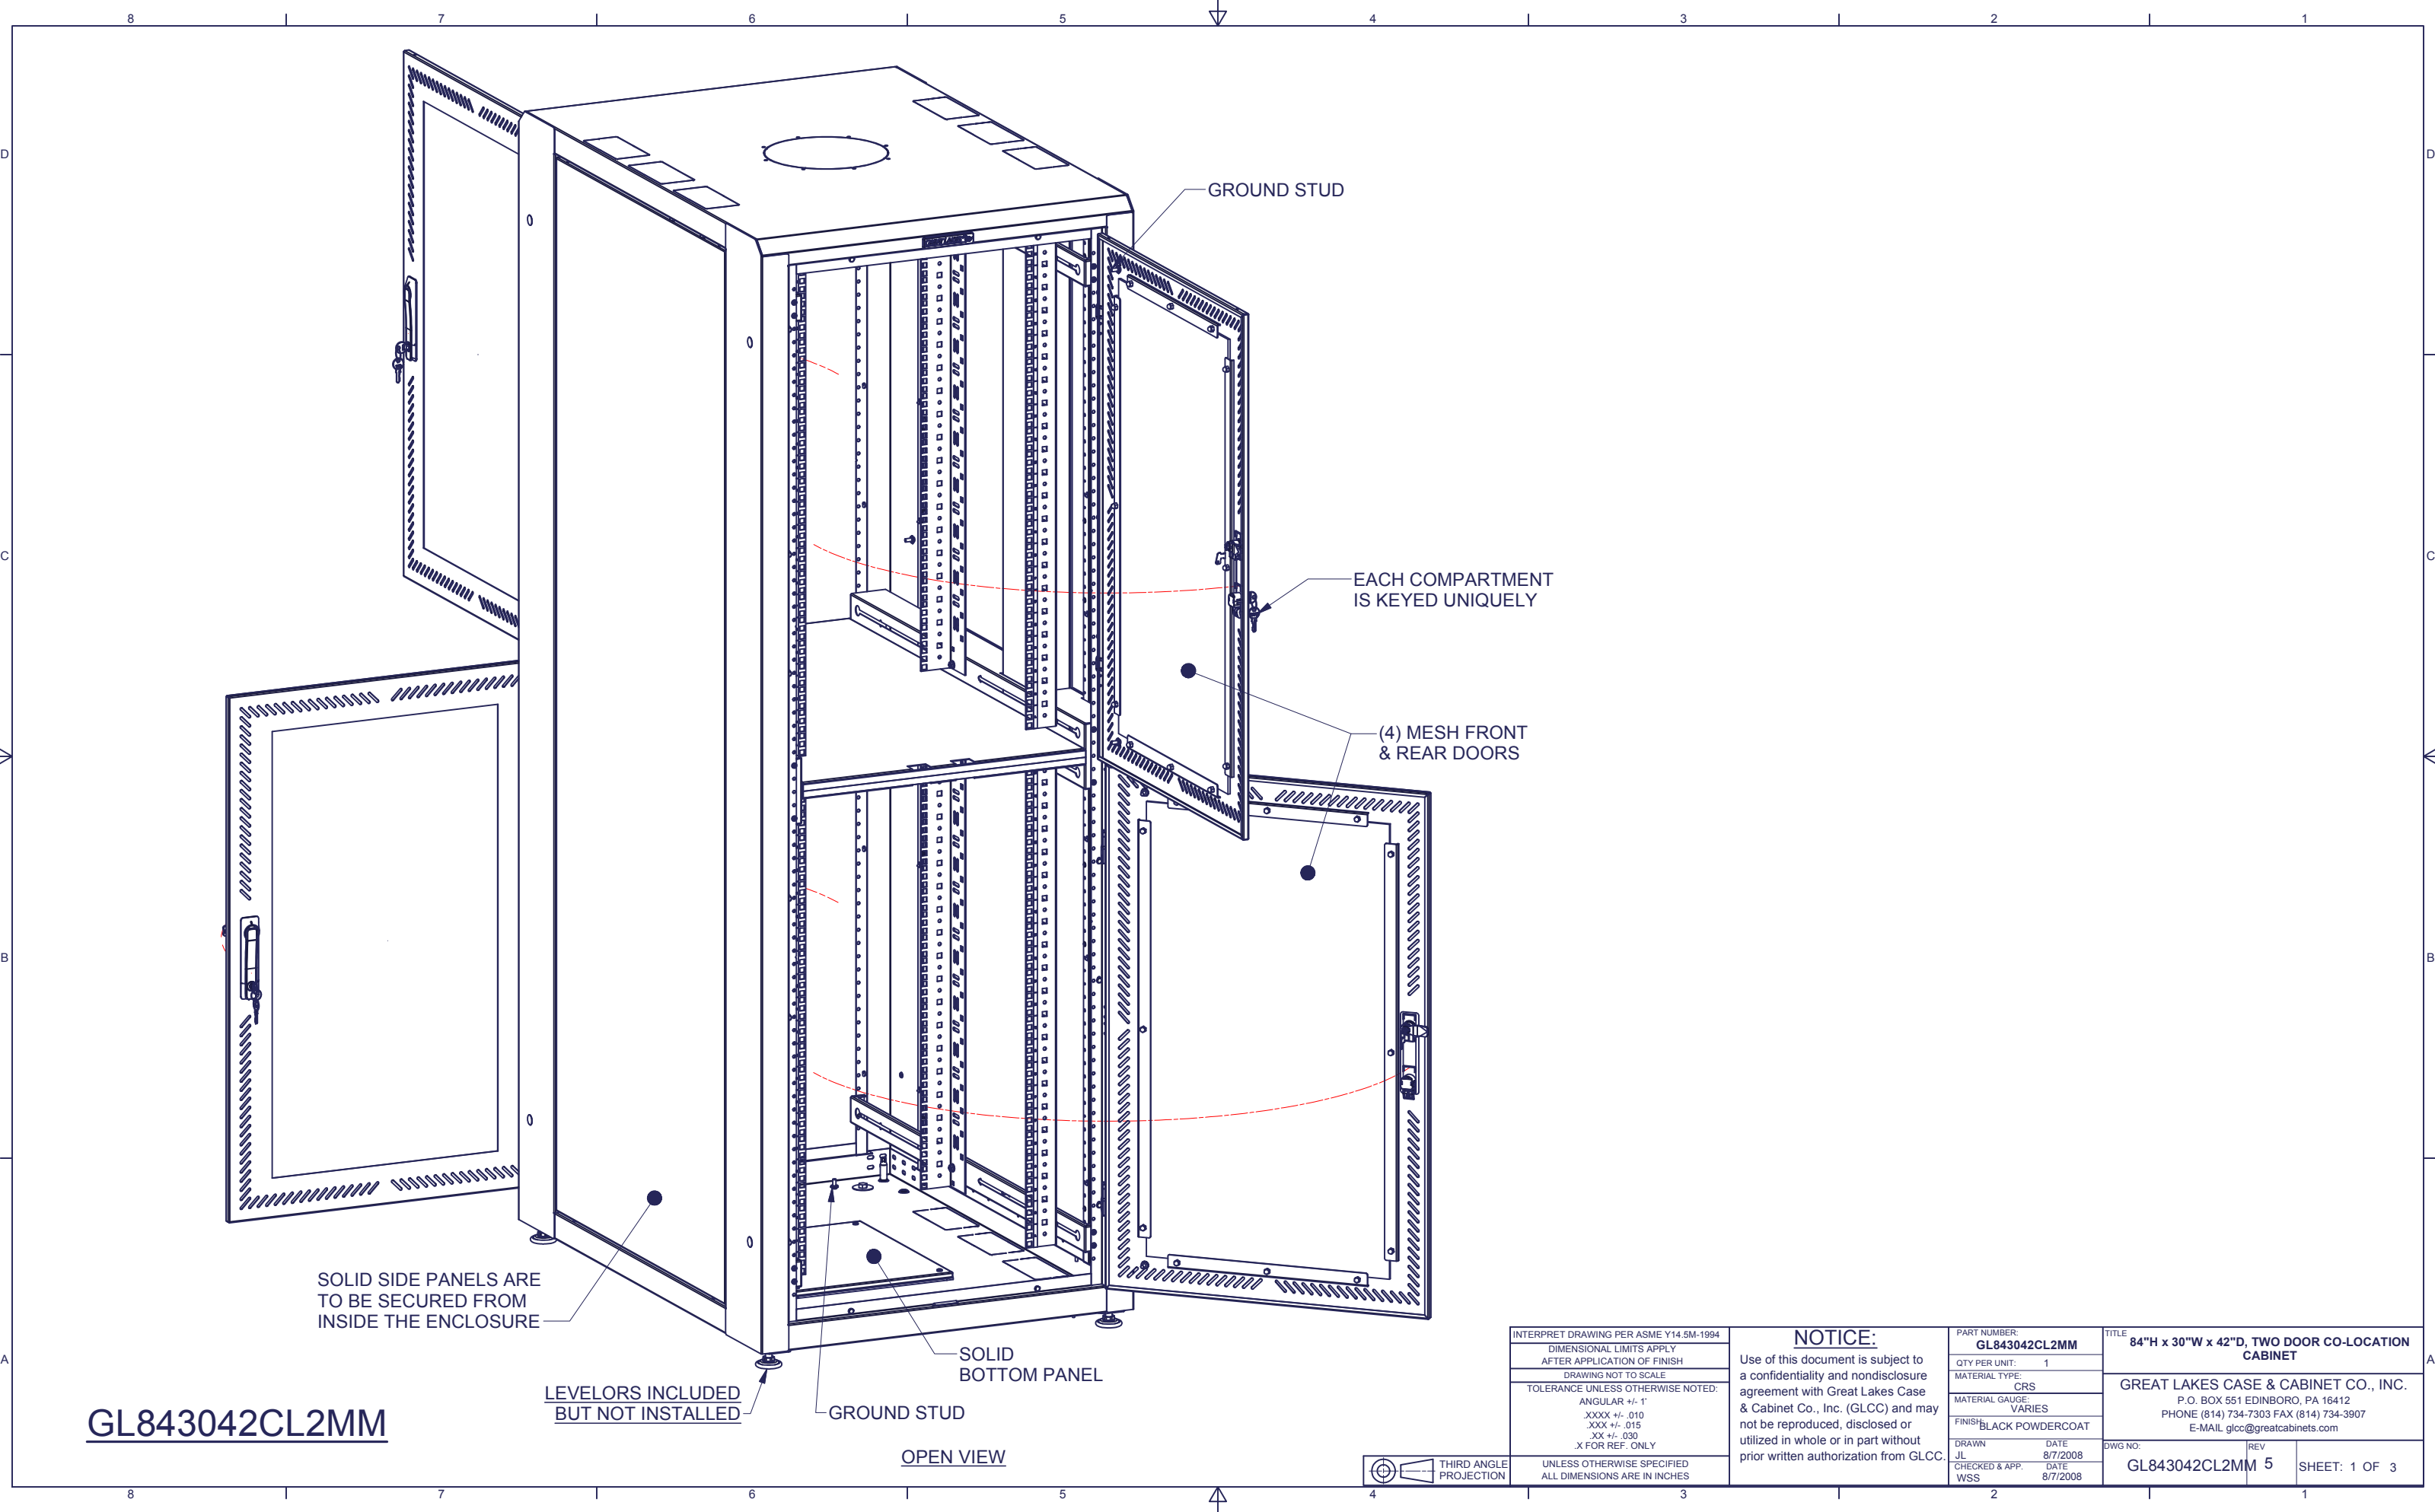 8 7 6 5 4 3 2 1
D D
GROUND STUD
C C
EACH COMPARTMENT
IS KEYED UNIQUELY
(4) MESH FRONT
& REAR DOORS
B B
SOLID SIDE PANELS ARE
TO BE SECURED FROM
INSIDE THE ENCLOSURE
SOLID
BOTTOM PANEL
LEVELORS INCLUDED
BUT NOT INSTALLED
GROUND STUD
A A
GL843042CL2MM
OPEN VIEW
THIRD ANGLE
PROJECTION
INTERPRET DRAWING PER ASME Y14.5M-1994
DIMENSIONAL LIMITS APPLY
AFTER APPLICATION OF FINISH
DRAWING NOT TO SCALE
TOLERANCE UNLESS OTHERWISE NOTED:
ANGULAR +/- 1°
.XXXX +/- .010
.XXX +/- .015
.XX +/- .030
.X FOR REF. ONLY
UNLESS OTHERWISE SPECIFIED
ALL DIMENSIONS ARE IN INCHES
NOTICE:
Use of this document is subject to
a confidentiality and nondisclosure
agreement with Great Lakes Case
& Cabinet Co., Inc. (GLCC) and may
not be reproduced, disclosed or
utilized in whole or in part without
prior written authorization from GLCC.
PART NUMBER:
GL843042CL2MM
QTY PER UNIT: 1
MATERIAL TYPE:
CRS
MATERIAL GAUGE:
VARIES
FINISH
BLACK POWDERCOAT
DRAWN DATE
JL 8/7/2008
CHECKED & APP. DATE
WSS 8/7/2008
TITLE
84"H x 30"W x 42"D, TWO DOOR CO-LOCATION
CABINET
GREAT LAKES CASE & CABINET CO., INC.
P.O. BOX 551 EDINBORO, PA 16412
PHONE (814) 734-7303 FAX (814) 734-3907
E-MAIL glcc@greatcabinets.com
DWG NO: REV
GL843042CL2MM 5 SHEET: 1 OF 3
8 7 6 5 4 3 2 1